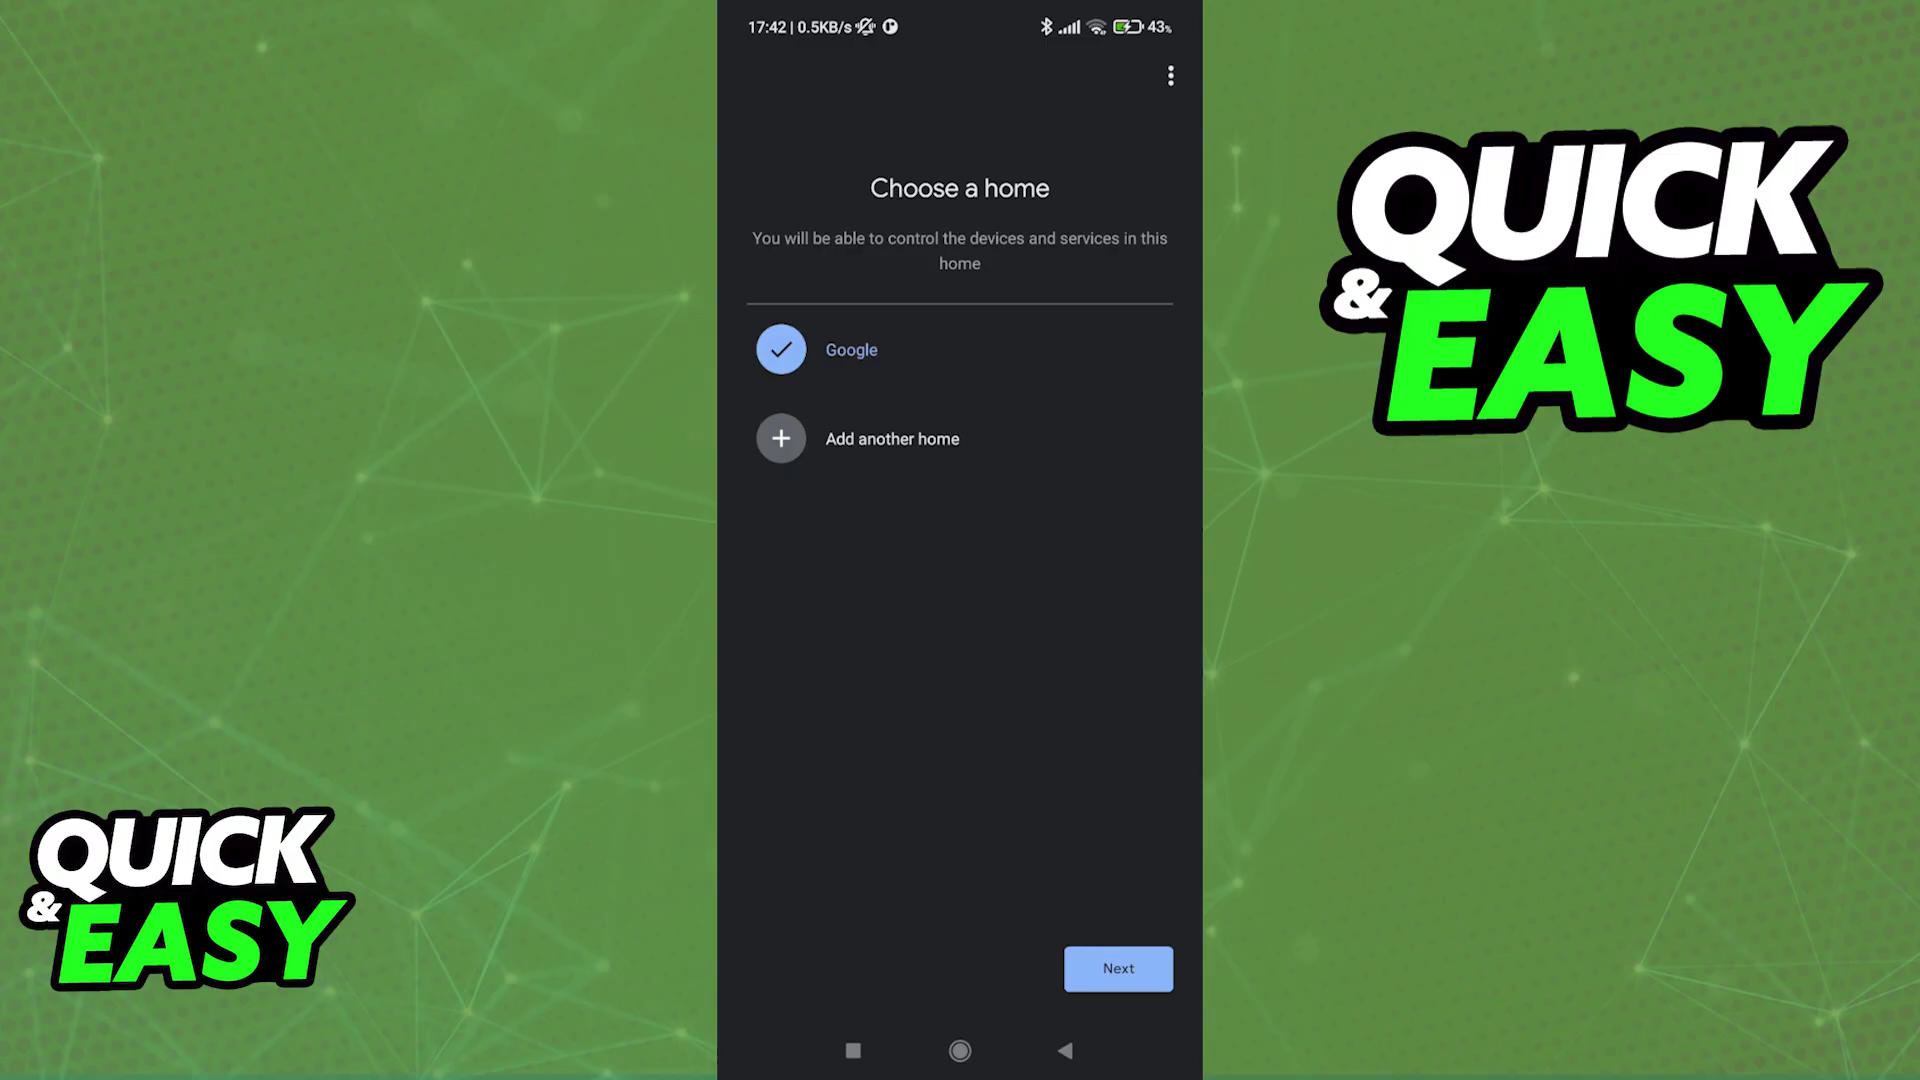 17:42 | 0.5KB/s
43%
Choose a home
You will be able to control the devices and services in this
home
Google
Add another home
Next
QUICK
& EASY
QUICK
& EASY